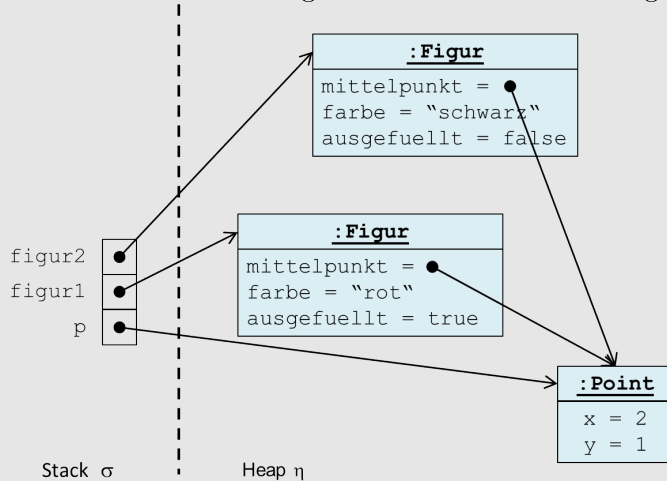 :Figur
mittelpunkt =
farbe = “schwarz“
ausgefuellt = false
:Figur
mittelpunkt =
farbe = “rot“
ausgefuellt = true
figur2
figur1
p
:Point
x = 2
y = 1
Stack σ
Heap η